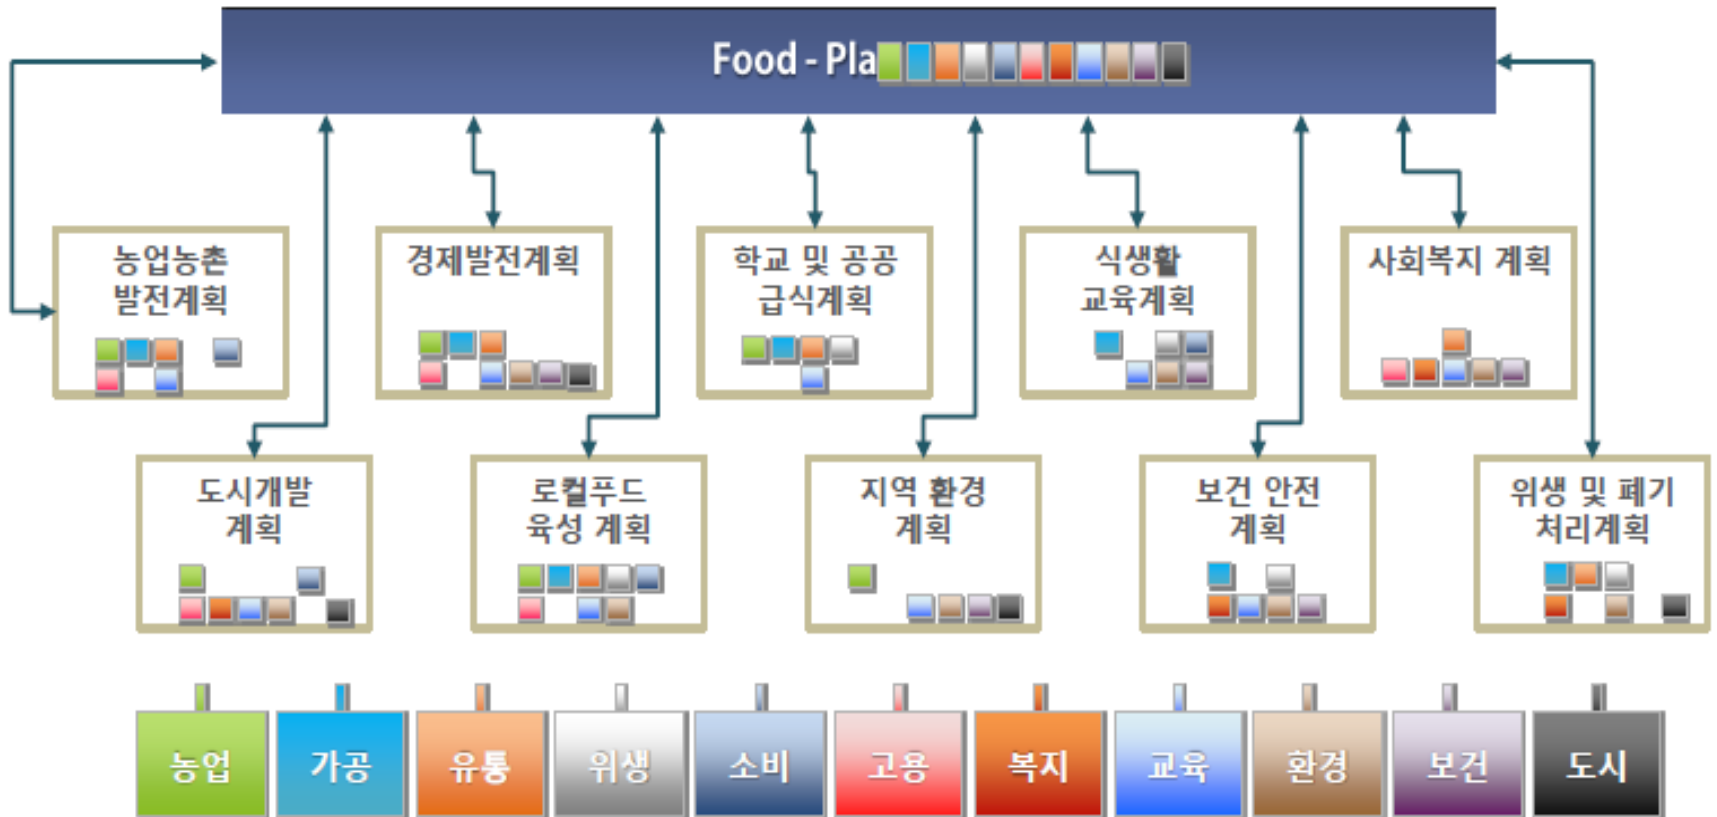 Food - Pla
농업농촌
발전계획
경제발전계획
학교 및 공공
급식계획
식생활
교육계획
사회복지 계획
도시개발
계획
로컬푸드
육성 계획
지역 환경
계획
보건 안전
계획
위생 및 폐기
처리계획
농업
가공
유통
위생
소비
고용
복지
교육
환경
보건
도시